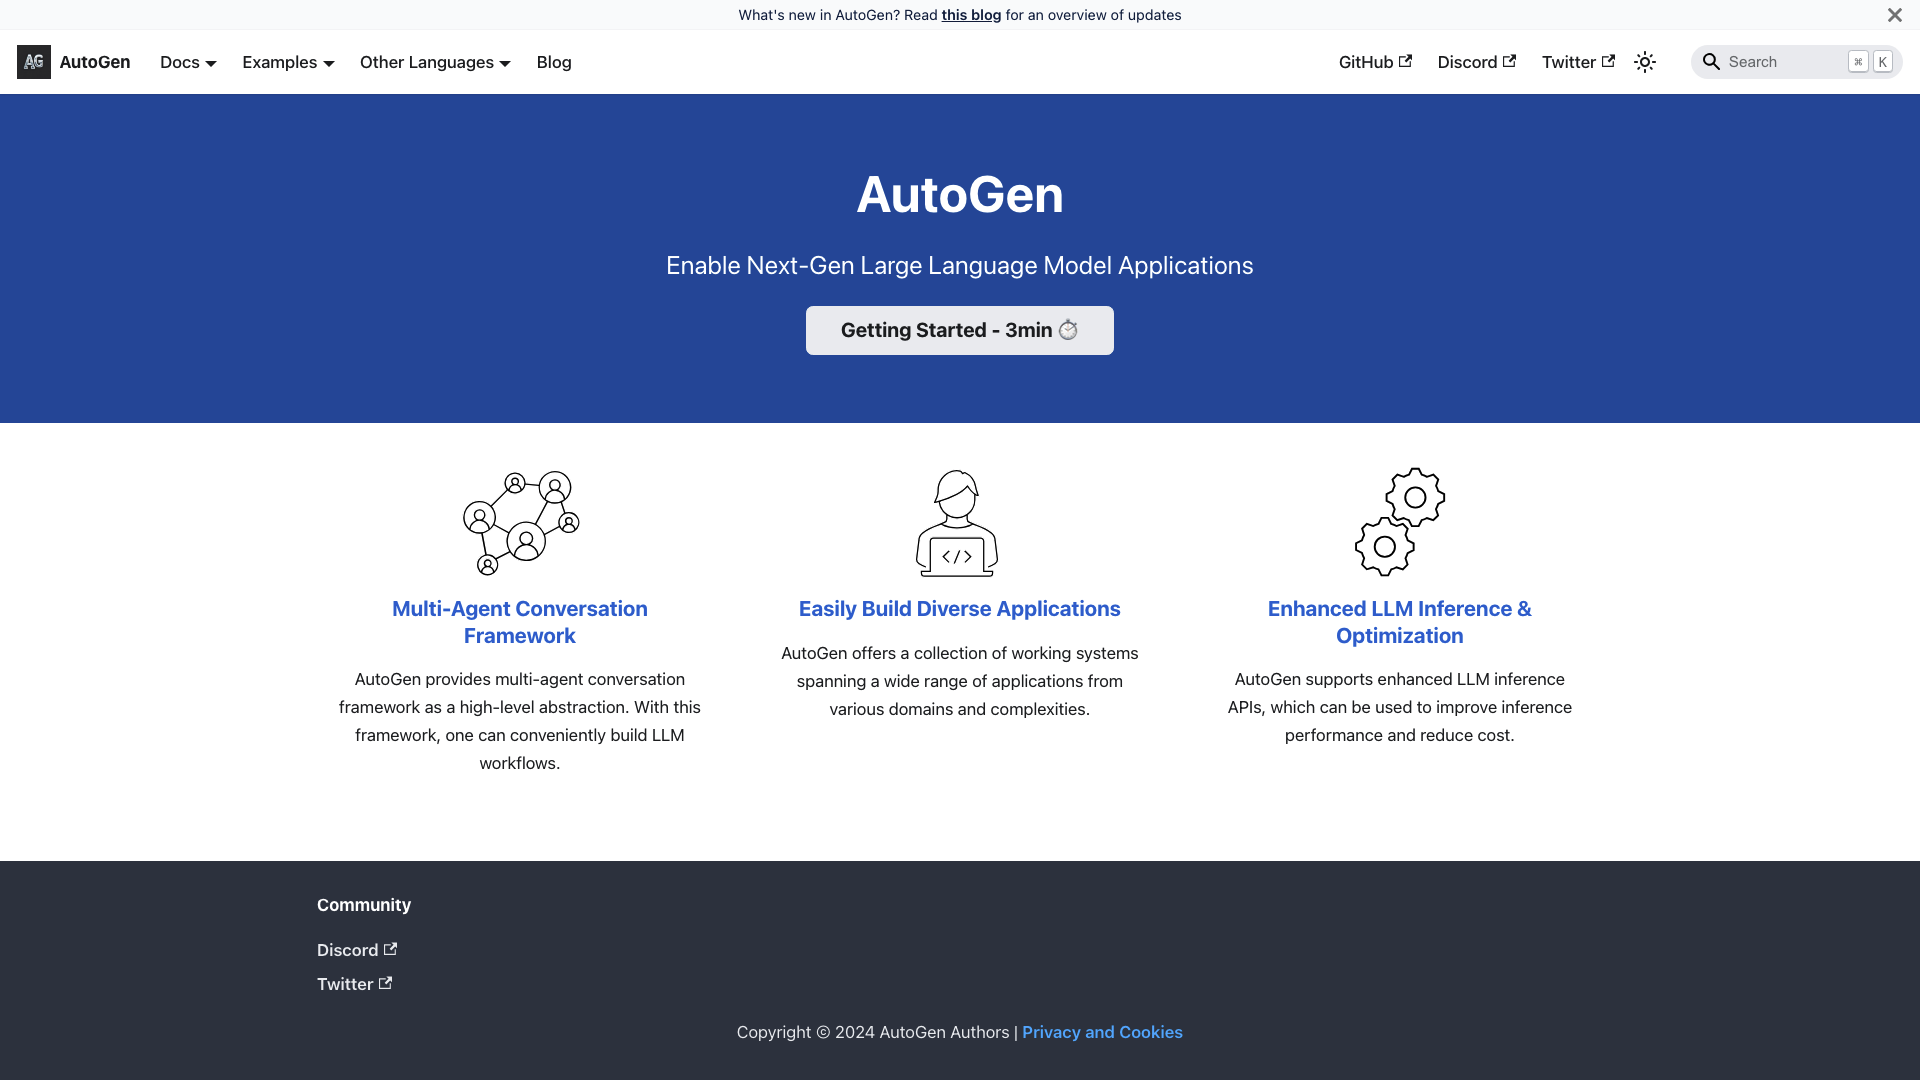 What's new in AutoGen? Read this blog for an overview of updates
AG AutoGen Docs Examples Other Languages Blog GitHub Discord Twitter Search ⌘ K
AutoGen
Enable Next-Gen Large Language Model Applications
Getting Started - 3min ⏱️
</>
Multi-Agent Conversation
Framework
AutoGen provides multi-agent conversation
framework as a high-level abstraction. With this
framework, one can conveniently build LLM
workflows.
Easily Build Diverse Applications
AutoGen offers a collection of working systems
spanning a wide range of applications from
various domains and complexities.
Enhanced LLM Inference &
Optimization
AutoGen supports enhanced LLM inference
APIs, which can be used to improve inference
performance and reduce cost.
Community
Discord
Twitter
Copyright © 2024 AutoGen Authors | Privacy and Cookies